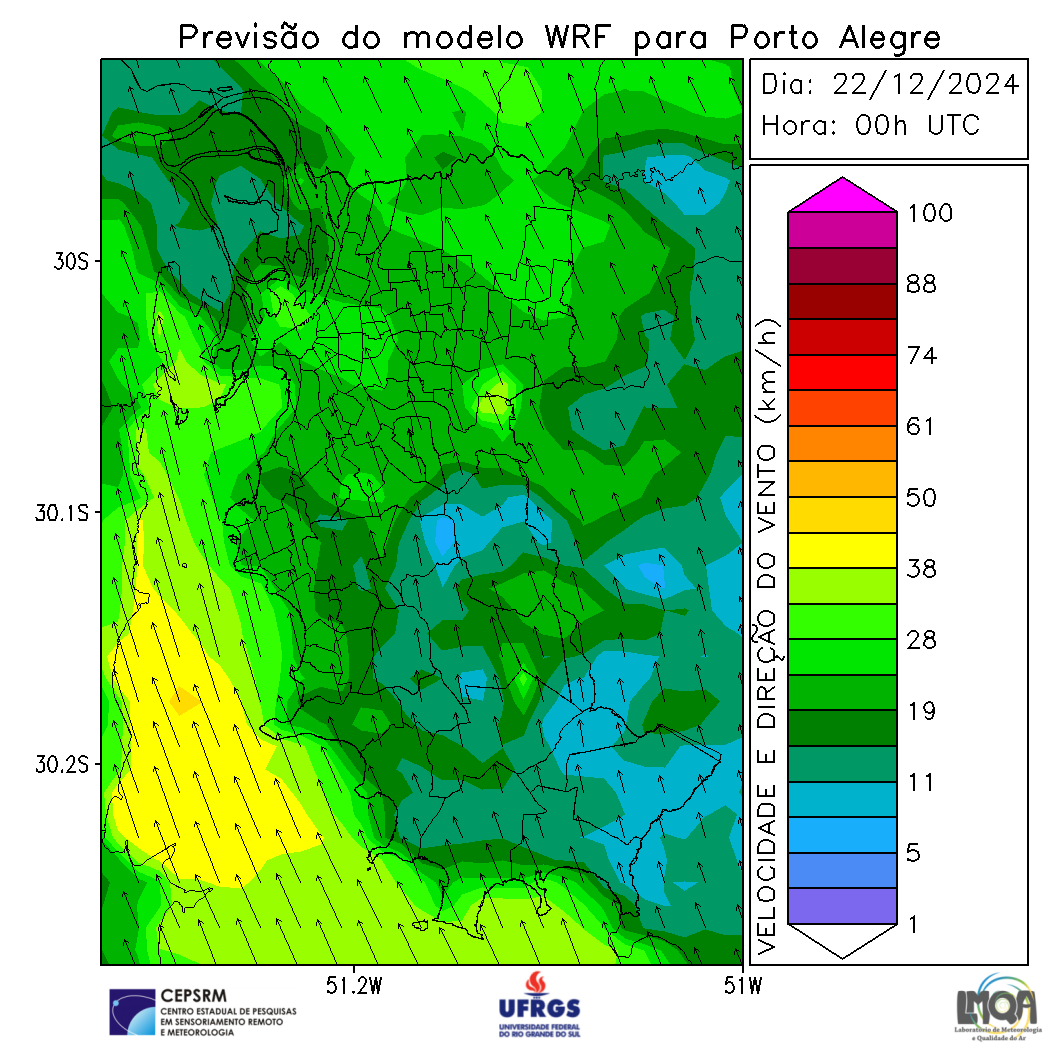 Previsão do modelo WRF para Porto Alegre
Dia: 22/12/2024
Hora: 00h UTC
30S
30.1S
30.2S
51.2W
51W
VELOCIDADE E DIREÇÃO DO VENTO (km/h)
100
88
74
61
50
38
28
19
11
5
1
CEPSRM
CENTRO ESTADUAL DE PESQUISAS
EM SENSORIAMENTO REMOTO
E METEOROLOGIA
UFRGS
UNIVERSIDADE FEDERAL
DO RIO GRANDE DO SUL
LMQA
Laboratório de Meteorologia
e Qualidade do Ar